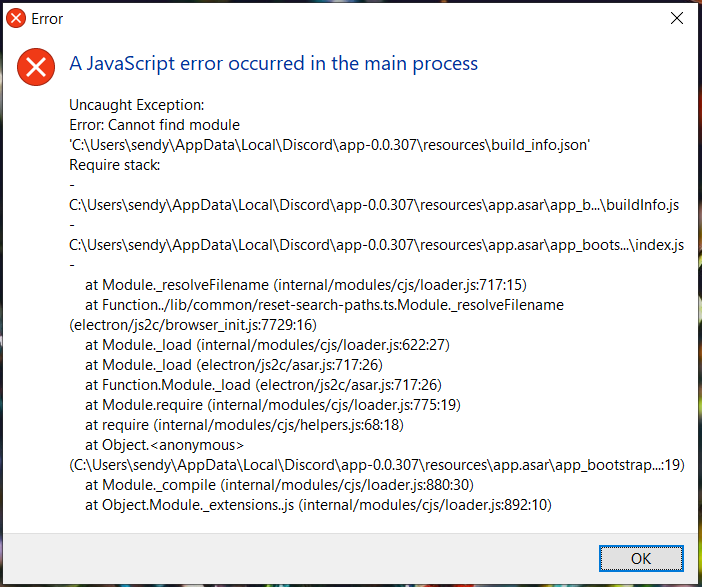 Error
A JavaScript error occurred in the main process
Uncaught Exception:
Error: Cannot find module
'C:\Users\sendy\AppData\Local\Discord\app-0.0.307\resources\build_info.json'
Require stack:
-
C:\Users\sendy\AppData\Local\Discord\app-0.0.307\resources\app.asar\app_b...\buildInfo.js
-
C:\Users\sendy\AppData\Local\Discord\app-0.0.307\resources\app.asar\app_boots...\index.js
-
at Module._resolveFilename (internal/modules/cjs/loader.js:717:15)
at Function../lib/common/reset-search-paths.ts.Module._resolveFilename
(electron/js2c/browser_init.js:7729:16)
at Module._load (internal/modules/cjs/loader.js:622:27)
at Module._load (electron/js2c/asar.js:717:26)
at Function.Module._load (electron/js2c/asar.js:717:26)
at Module.require (internal/modules/cjs/loader.js:775:19)
at require (internal/modules/cjs/helpers.js:68:18)
at Object.<anonymous>
(C:\Users\sendy\AppData\Local\Discord\app-0.0.307\resources\app.asar\app_bootstrap...:19)
at Module._compile (internal/modules/cjs/loader.js:880:30)
at Object.Module._extensions..js (internal/modules/cjs/loader.js:892:10)
OK